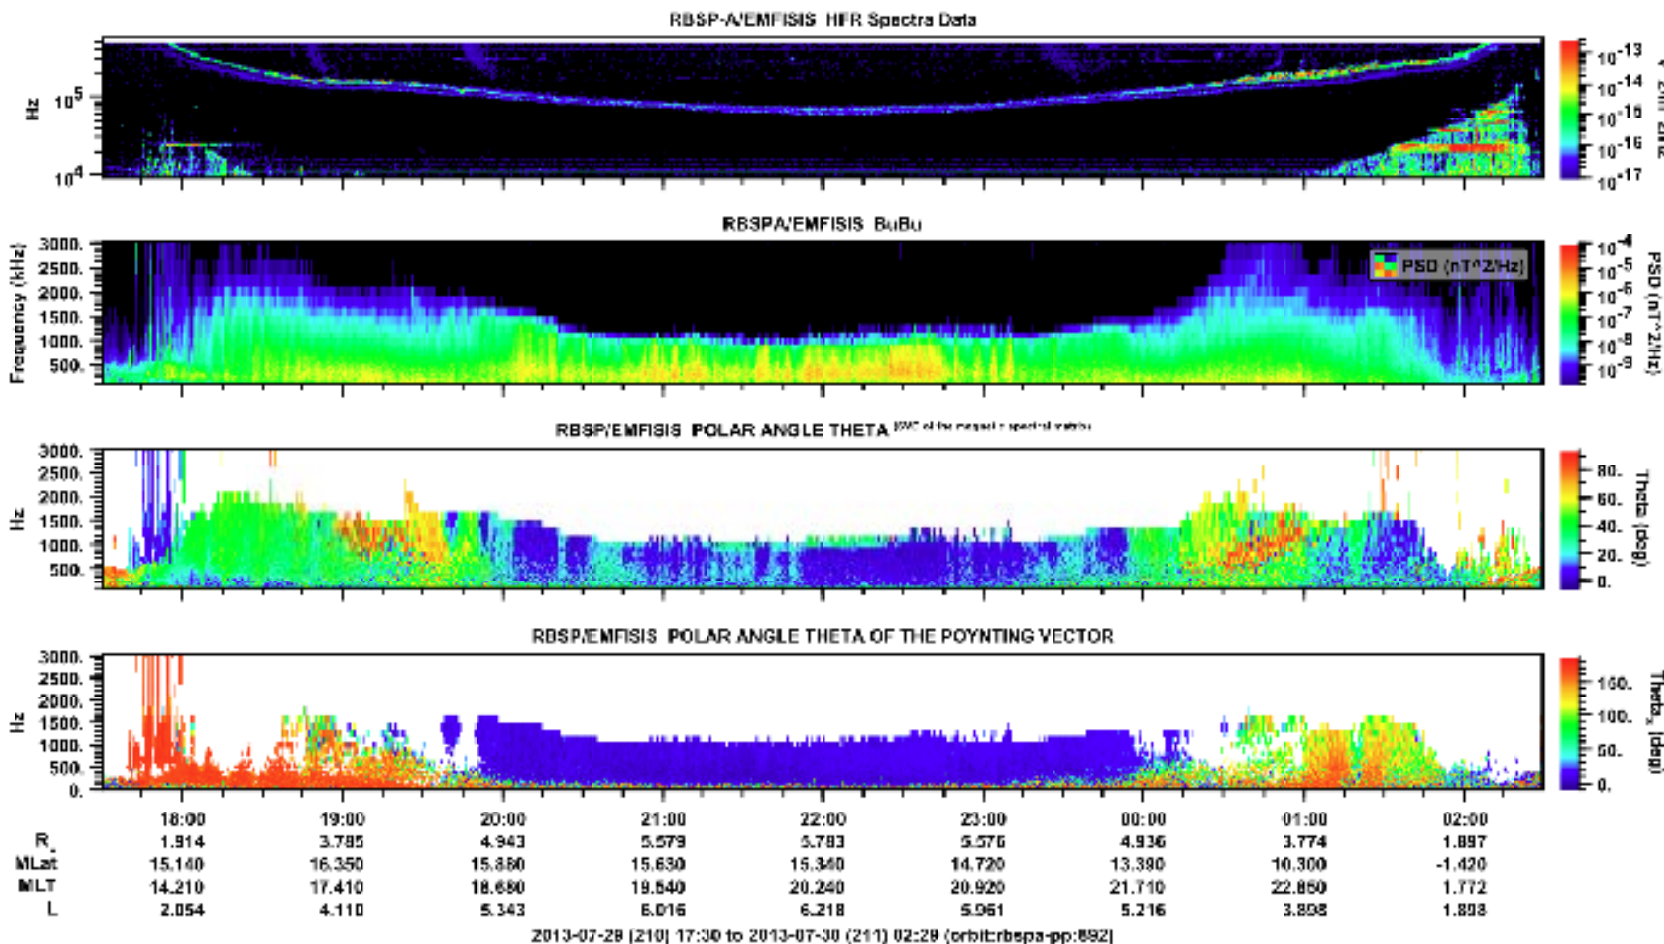 RBSP-A/EMFISIS HFR Spectra Data
Hz
10^5
10^4
10^-13
10^-14
10^-15
10^-16
10^-17
RBSPA/EMFISIS BuBu
Frequency (kHz)
3000.
2500.
2000.
1500.
1000.
500.
PSD (nT^2/Hz)
10^-4
10^-5
10^-6
10^-7
10^-8
10^-9
PSD (nT^2/Hz)
RBSP/EMFISIS POLAR ANGLE THETA (SVD of the magnetic spectral matrix)
Hz
3000.
2500.
2000.
1500.
1000.
500.
80.
60.
40.
20.
0.
Theta (deg)
RBSP/EMFISIS POLAR ANGLE THETA OF THE POYNTING VECTOR
Hz
3000.
2500.
2000.
1500.
1000.
500.
0.
150.
100.
50.
0.
18:00 19:00 20:00 21:00 22:00 23:00 00:00 01:00 02:00
R 1.914 3.785 4.943 5.579 5.783 5.576 4.936 3.774 1.897
MLat 15.140 16.350 15.880 15.630 15.340 14.720 13.390 10.300 -1.420
MLT 14.210 17.410 18.680 19.540 20.240 20.920 21.710 22.850 1.772
L 2.054 4.110 5.343 6.016 6.218 5.961 5.216 3.898 1.898
2013-07-29 (210) 17:30 to 2013-07-30 (211) 02:29 (orbit:rbspa-pp:892)